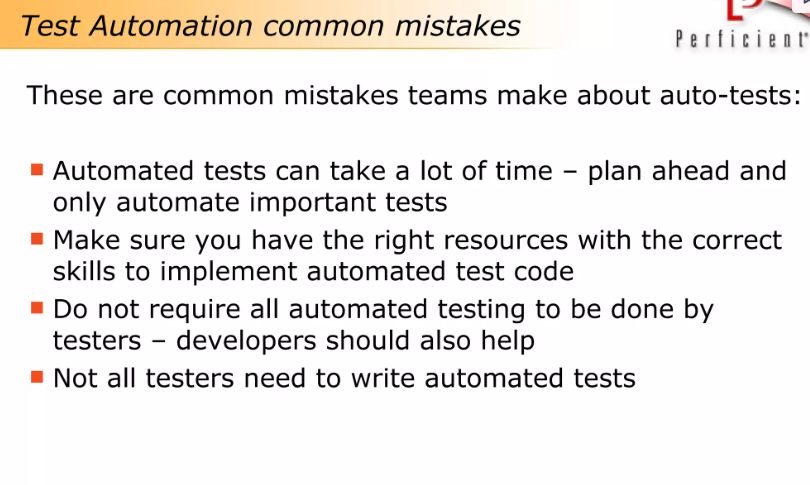 Test Automation common mistakes
Perficient
These are common mistakes teams make about auto-tests:
Automated tests can take a lot of time – plan ahead and
only automate important tests
Make sure you have the right resources with the correct
skills to implement automated test code
Do not require all automated testing to be done by
testers – developers should also help
Not all testers need to write automated tests